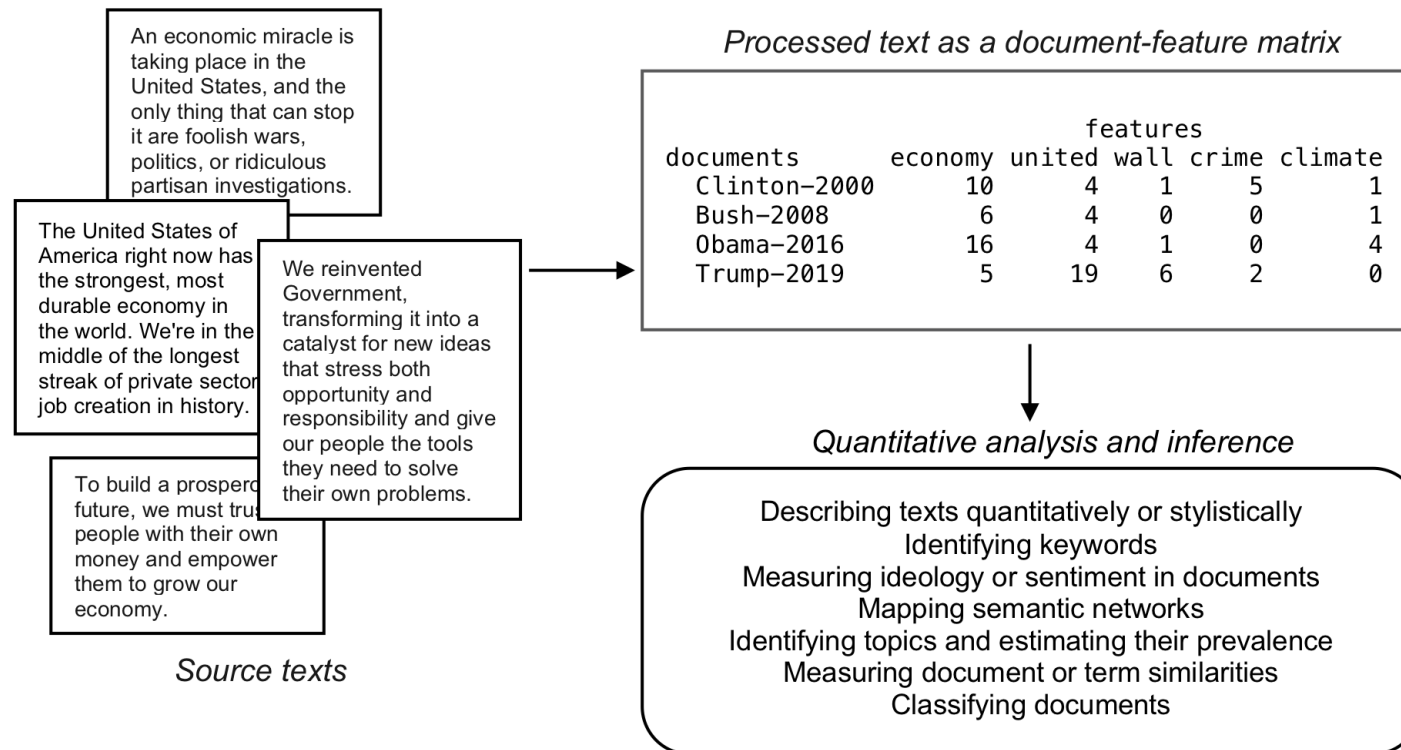 An economic miracle is
taking place in the
United States, and the
only thing that can stop
it are foolish wars,
politics, or ridiculous
partisan investigations.
The United States of
America right now has
the strongest, most
durable economy in
the world. We're in the
middle of the longest
streak of private sector
job creation in history.
We reinvented
Government,
transforming it into a
catalyst for new ideas
that stress both
opportunity and
responsibility and give
our people the tools
they need to solve
their own problems.
To build a
future, we must
people with their own
money and empower
them to grow our
economy.
Source texts
Processed text as a document-feature matrix
features
documents economy united wall crime climate
Clinton-2000 10 4 1 5 1
Bush-2008 6 4 0 0 1
Obama-2016 16 4 1 0 4
Trump-2019 5 19 6 2 0
Quantitative analysis and inference
Describing texts quantitatively or stylistically
Identifying keywords
Measuring ideology or sentiment in documents
Mapping semantic networks
Identifying topics and estimating their prevalence
Measuring document or term similarities
Classifying documents